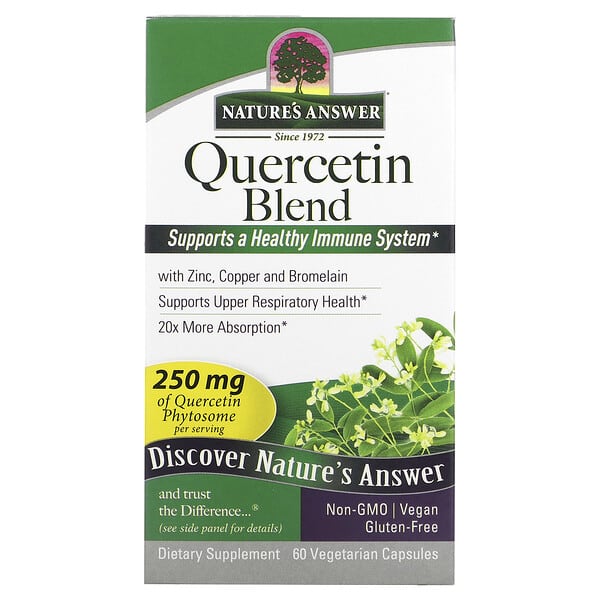 NATURE'S ANSWER®
Since 1972
Quercetin
Blend
Supports a Healthy Immune System*
with Zinc, Copper and Bromelain
Supports Upper Respiratory Health*
20x More Absorption*
250 mg
of Quercetin
Phytosome
per serving
Discover Nature's Answer
and trust
the Difference...®
(see side panel for details)
Non-GMO | Vegan
Gluten-Free
Dietary Supplement
60 Vegetarian Capsules